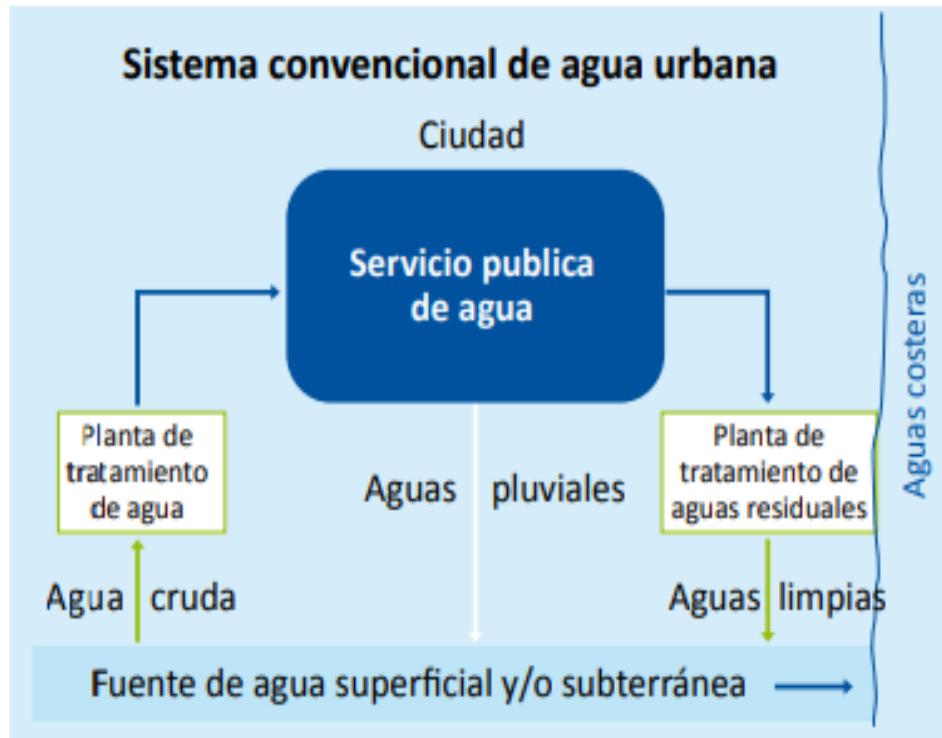 Sistema convencional de agua urbana
Ciudad
Servicio publica
de agua
Planta de
tratamiento
de agua
Aguas pluviales
Planta de
tratamiento de
aguas residuales
Agua cruda
Aguas limpias
Fuente de agua superficial y/o subterránea
Aguas costeras